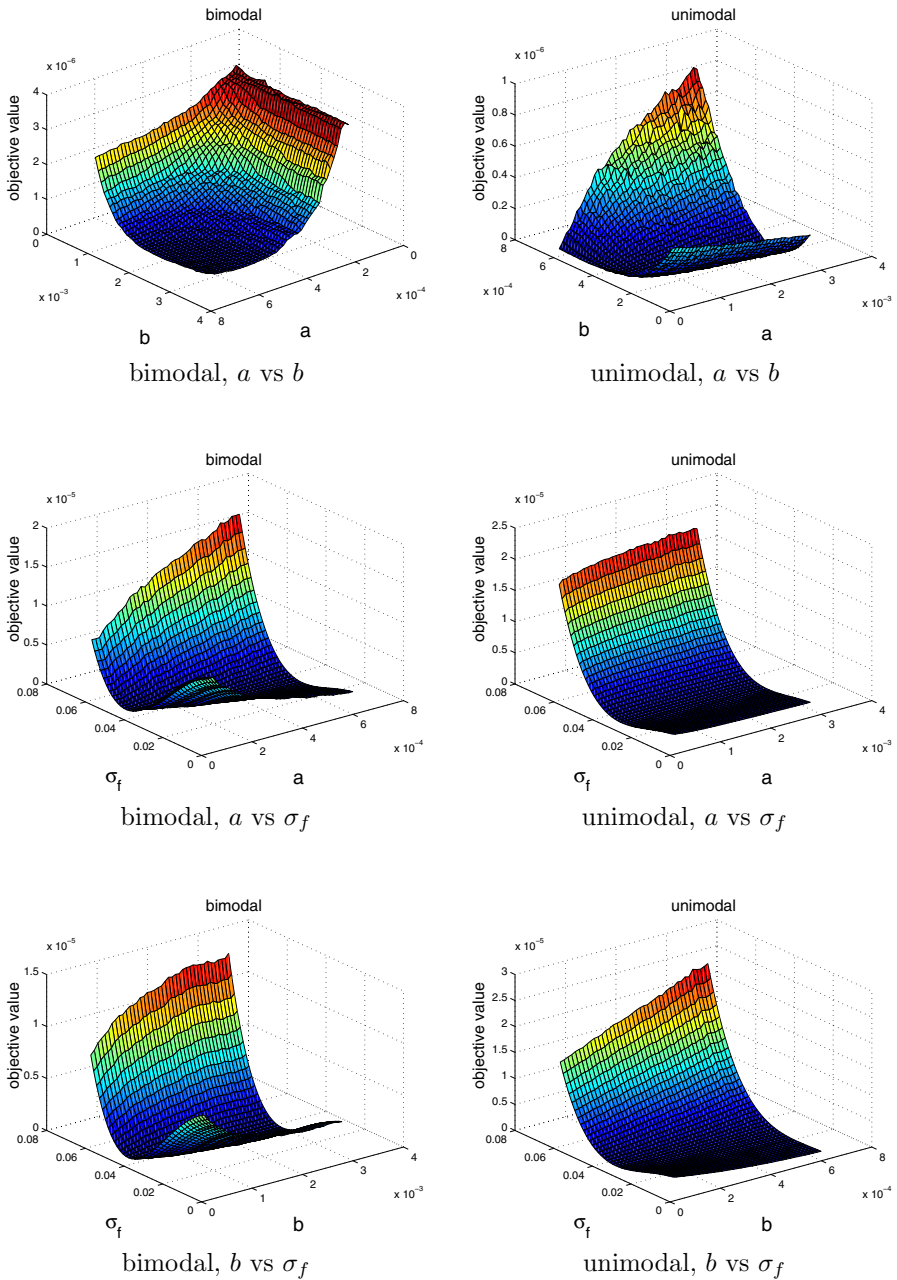 bimodal
x 10⁻⁶
4
3
2
1
0
objective value
0
1
2
3
4
x 10⁻³
b
8
6
4
2
0
x 10⁻⁴
a
bimodal, a vs b
unimodal
x 10⁻⁶
1
0.8
0.6
0.4
0.2
0
objective value
8
6
4
2
0
x 10⁻⁴
b
0
1
2
3
4
x 10⁻³
a
unimodal, a vs b
bimodal
x 10⁻⁵
2
1.5
1
0.5
0
objective value
0.08
0.06
0.04
0.02
0
σf
0
2
4
6
8
x 10⁻⁴
a
bimodal, a vs σf
unimodal
x 10⁻⁵
2.5
2
1.5
1
0.5
0
objective value
0.08
0.06
0.04
0.02
0
σf
0
1
2
3
4
x 10⁻³
a
unimodal, a vs σf
bimodal
x 10⁻⁵
1.5
1
0.5
0
objective value
0.08
0.06
0.04
0.02
0
σf
0
1
2
3
4
x 10⁻³
b
bimodal, b vs σf
unimodal
x 10⁻⁵
3
2.5
2
1.5
1
0.5
0
objective value
0.08
0.06
0.04
0.02
0
σf
0
2
4
6
8
x 10⁻⁴
b
unimodal, b vs σf